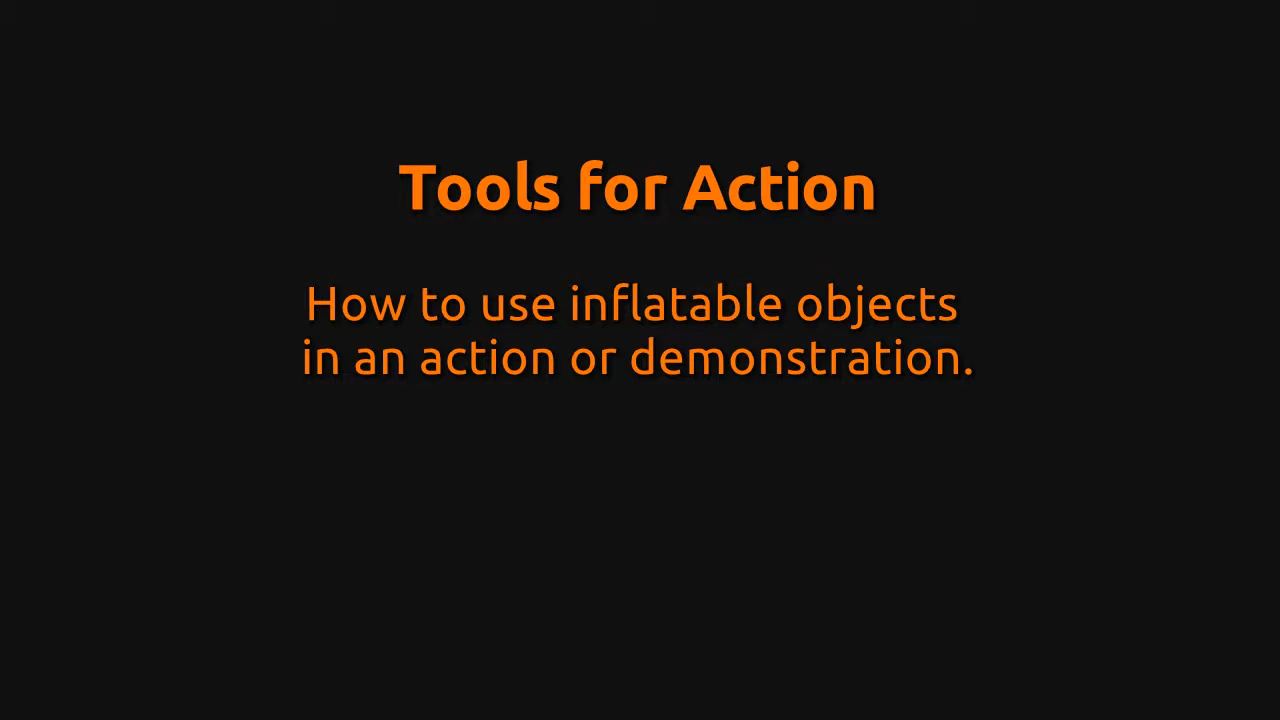 Tools for Action
How to use inflatable objects
in an action or demonstration.